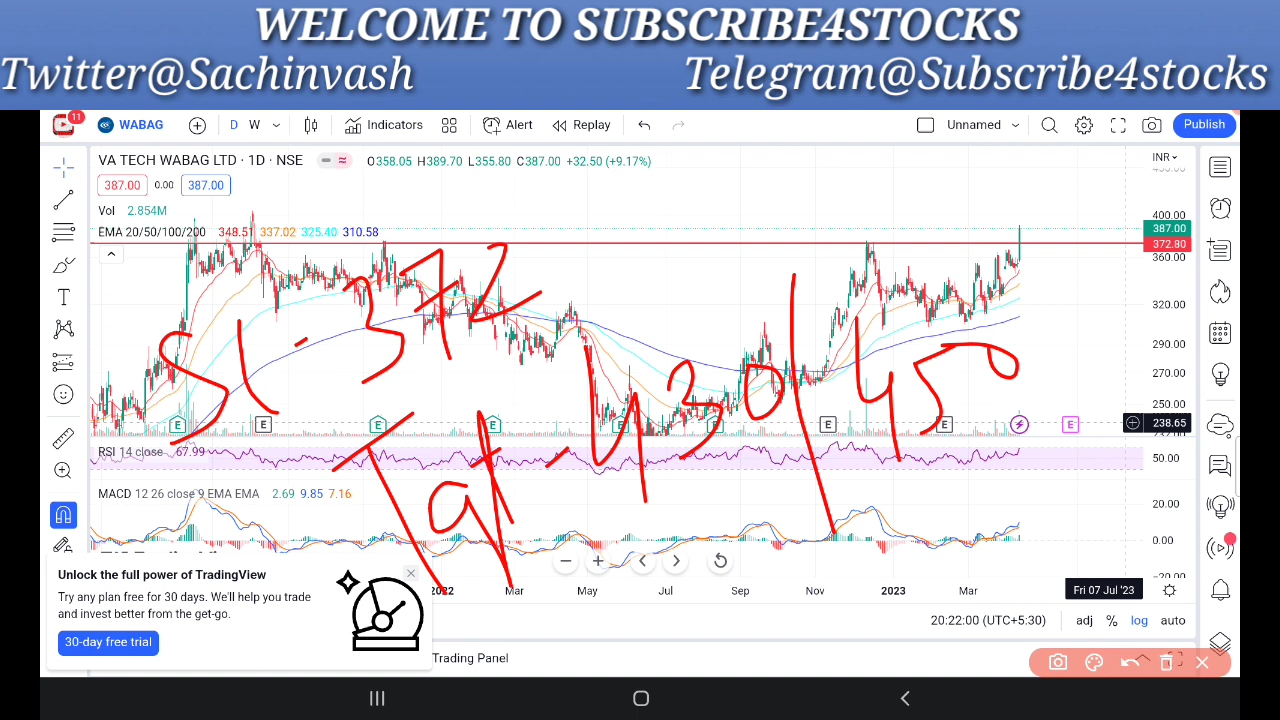 WELCOME TO SUBSCRIBE4STOCKS
Twitter@Sachinvash Telegram@Subscribe4stocks
11 WABAG D W Indicators Alert Replay Unnamed Publish
VA TECH WABAG LTD · 1D · NSE O358.05 H389.70 L355.80 C387.00 +32.50 (+9.17%) INR
387.00 0.00 387.00
Vol 2.854M
400.00
EMA 20/50/100/200 348.51 337.02 325.40 310.58 387.00
372.80
360.00
320.00
SL - 372
290.00
270.00
430/450
250.00
E E E E E E E E E
238.65
Tgt -
RSI 14 close 67.99 50.00
MACD 12 26 close 9 EMA EMA 2.69 9.85 7.16 20.00
0.00
-20.00
Unlock the full power of TradingView
Try any plan free for 30 days. We'll help you trade and invest better from the get-go.
30-day free trial
2022 Mar May Jul Sep Nov 2023 Mar Fri 07 Jul '23
20:22:00 (UTC+5:30) adj % log auto
Trading Panel